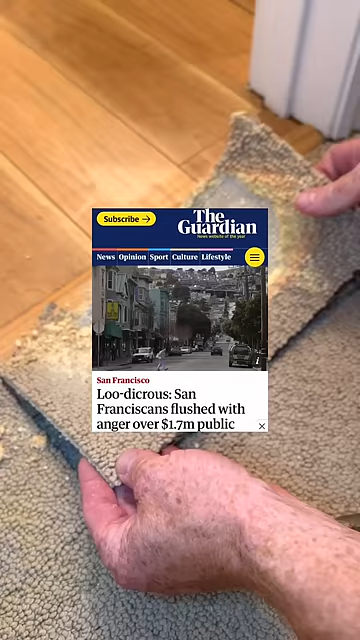 Subscribe →
The
Guardian
News website of the year
News Opinion Sport Culture Lifestyle
San Francisco
Loo-dicrous: San
Franciscans flushed with
anger over $1.7m public